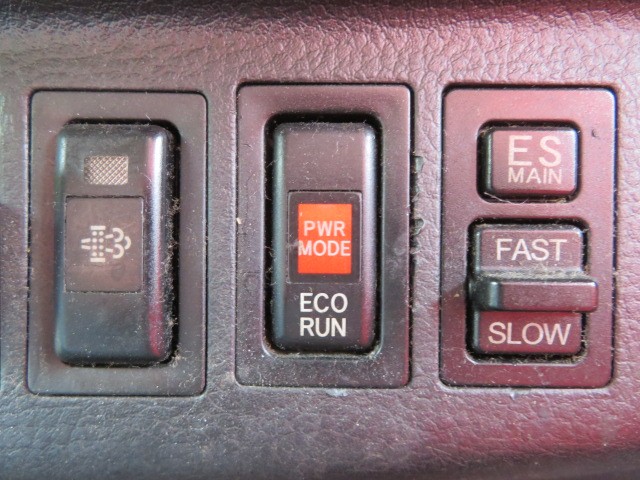 PWR
MODE
ECO
RUN
ES
MAIN
FAST
SLOW